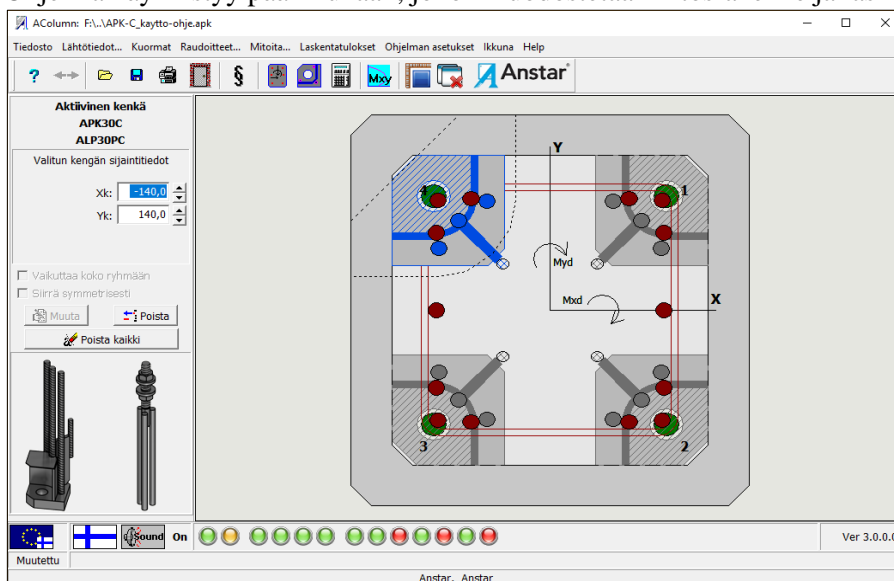 AColumn: F:\..\APK-C_kaytto-ohje.apk
Tiedosto Lähtötiedot... Kuormat Raudoitteet... Mitoita... Laskentatulokset Ohjelman asetukset Ikkuna Help
? § Mxy Anstar
Aktiivinen kenkä
APK30C
ALP30PC
Valitun kengän sijaintitiedot
Xk: -140,0
Yk: 140,0
Vaikuttaa koko ryhmään
Siirrä symmetrisesti
Muuta Poista
Poista kaikki
Y
4 1
Myd
Mxd X
3 2
Sound On Ver 3.0.0.0
Muutettu
Anstar, Anstar